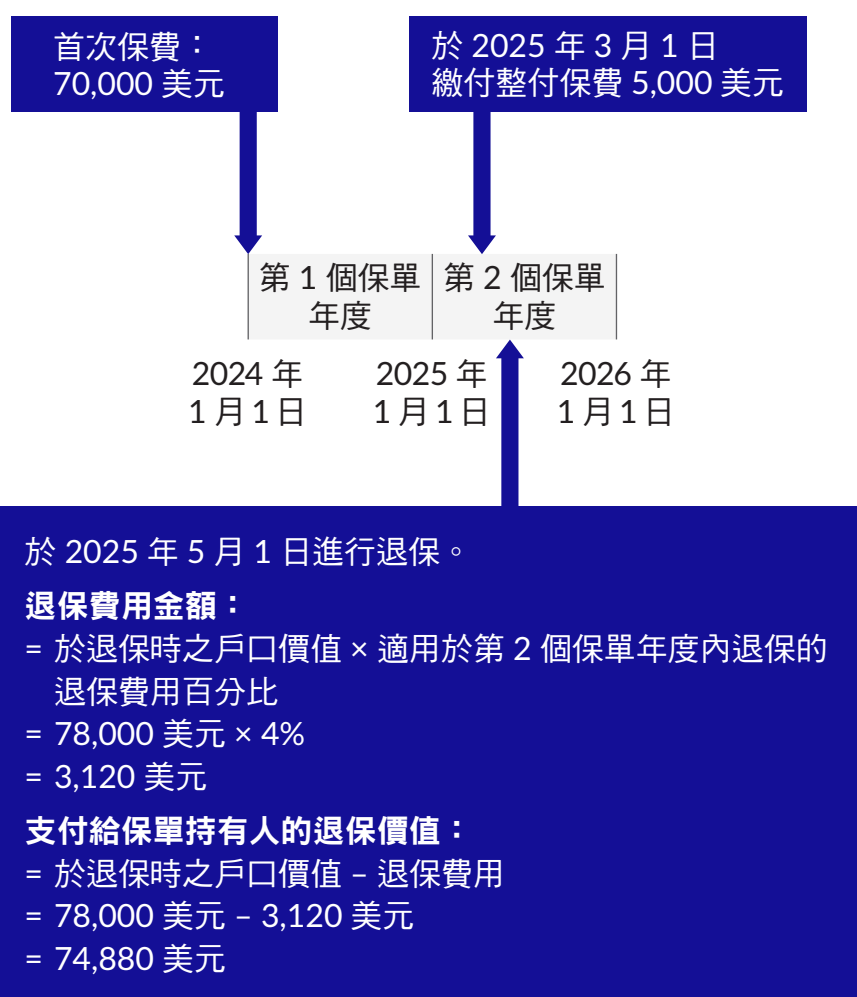 首次保費：
70,000 美元
於 2025 年 3 月 1 日
繳付整付保費 5,000 美元
第 1 個保單
年度
第 2 個保單
年度
2024 年
1 月 1 日
2025 年
1 月 1 日
2026 年
1 月 1 日
於 2025 年 5 月 1 日進行退保。
退保費用金額：
= 於退保時之戶口價值 × 適用於第 2 個保單年度內退保的
退保費用百分比
= 78,000 美元 × 4%
= 3,120 美元
支付給保單持有人的退保價值：
= 於退保時之戶口價值 – 退保費用
= 78,000 美元 – 3,120 美元
= 74,880 美元